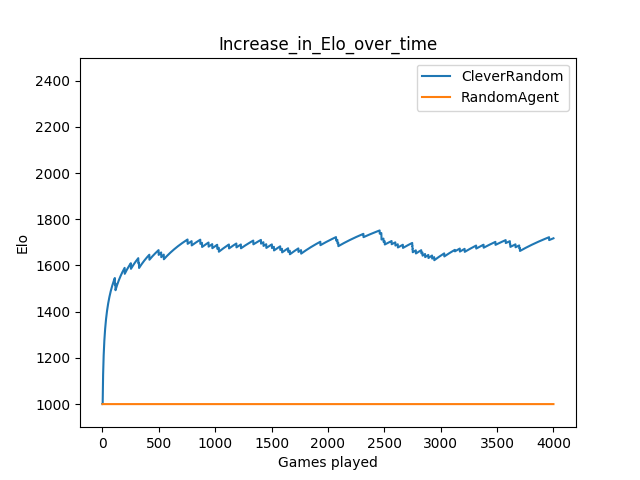 Increase_in_Elo_over_time
CleverRandom
RandomAgent
2400
2200
2000
1800
1600
1400
1200
1000
Elo
0 500 1000 1500 2000 2500 3000 3500 4000
Games played